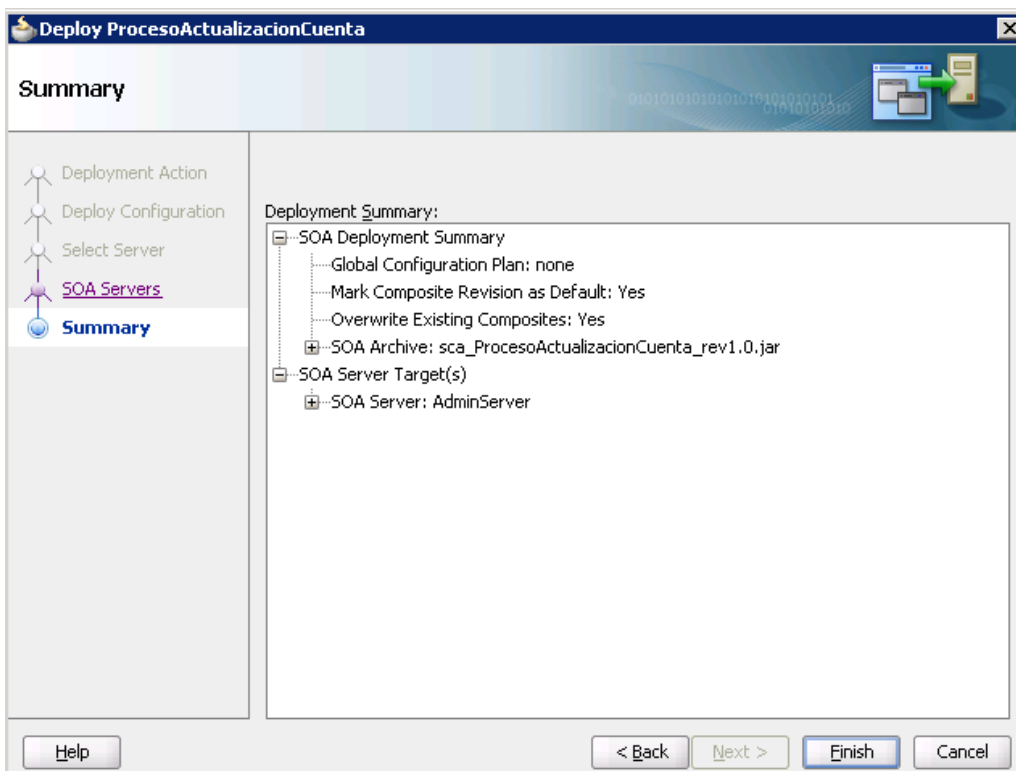 Deploy ProcesoActualizacionCuenta
Summary
Deployment Action
Deploy Configuration
Select Server
SOA Servers
Summary
Deployment Summary:
SOA Deployment Summary
Global Configuration Plan: none
Mark Composite Revision as Default: Yes
Overwrite Existing Composites: Yes
SOA Archive: sca_ProcesoActualizacionCuenta_rev1.0.jar
SOA Server Target(s)
SOA Server: AdminServer
Help
< Back
Next >
Finish
Cancel